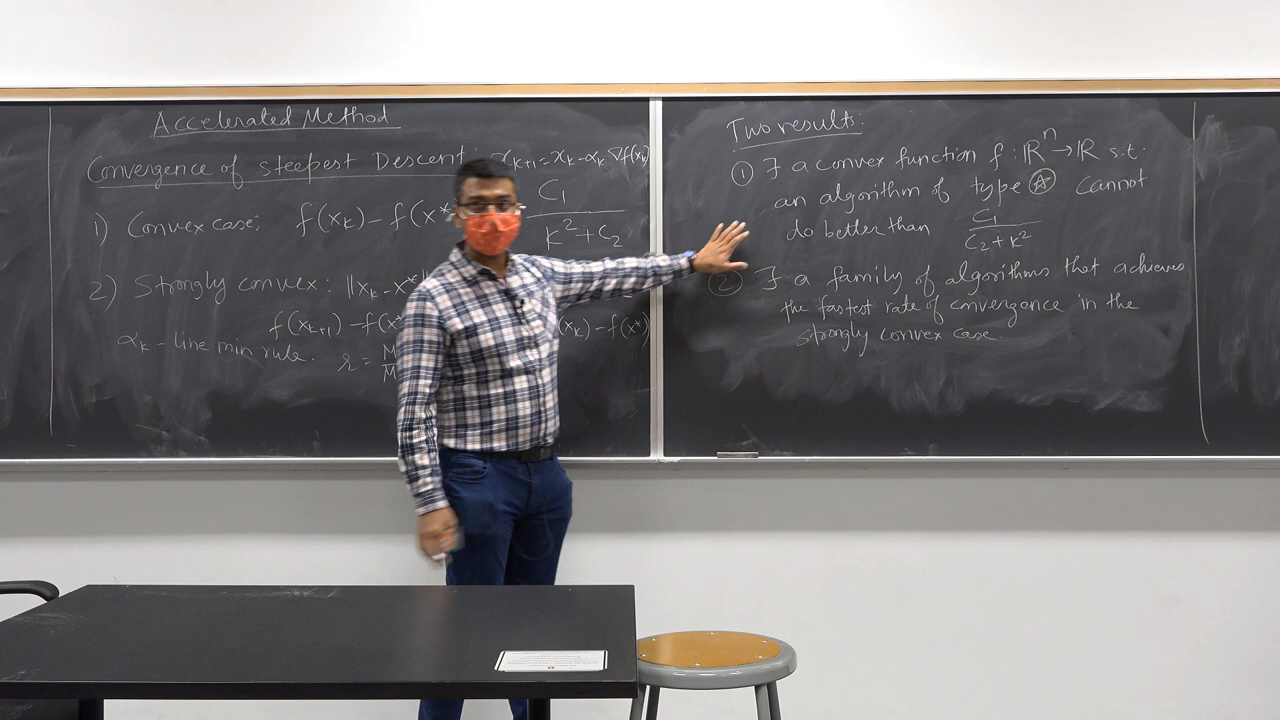 Accelerated Method
Convergence of steepest Descent: x_{k+1} = x_k - α_k ∇f(x_k)
1) Convex case: f(x_k) - f(x* C_1 / K^2 + C_2
2) Strongly convex: ||x_k - x*||
f(x_{k+1}) - f(x* (x_k) - f(x*)
α_k - line min rule. r = M
Two results:
① ∃ a convex function f: ℝ^n → ℝ s.t.
an algorithm of type ⍟ cannot
do better than C_1 / C_2 + K^2
② ∃ a family of algorithms that achieves
the fastest rate of convergence in the
strongly convex case.